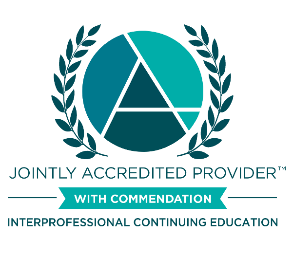 JOINTLY ACCREDITED PROVIDER™
WITH COMMENDATION
INTERPROFESSIONAL CONTINUING EDUCATION